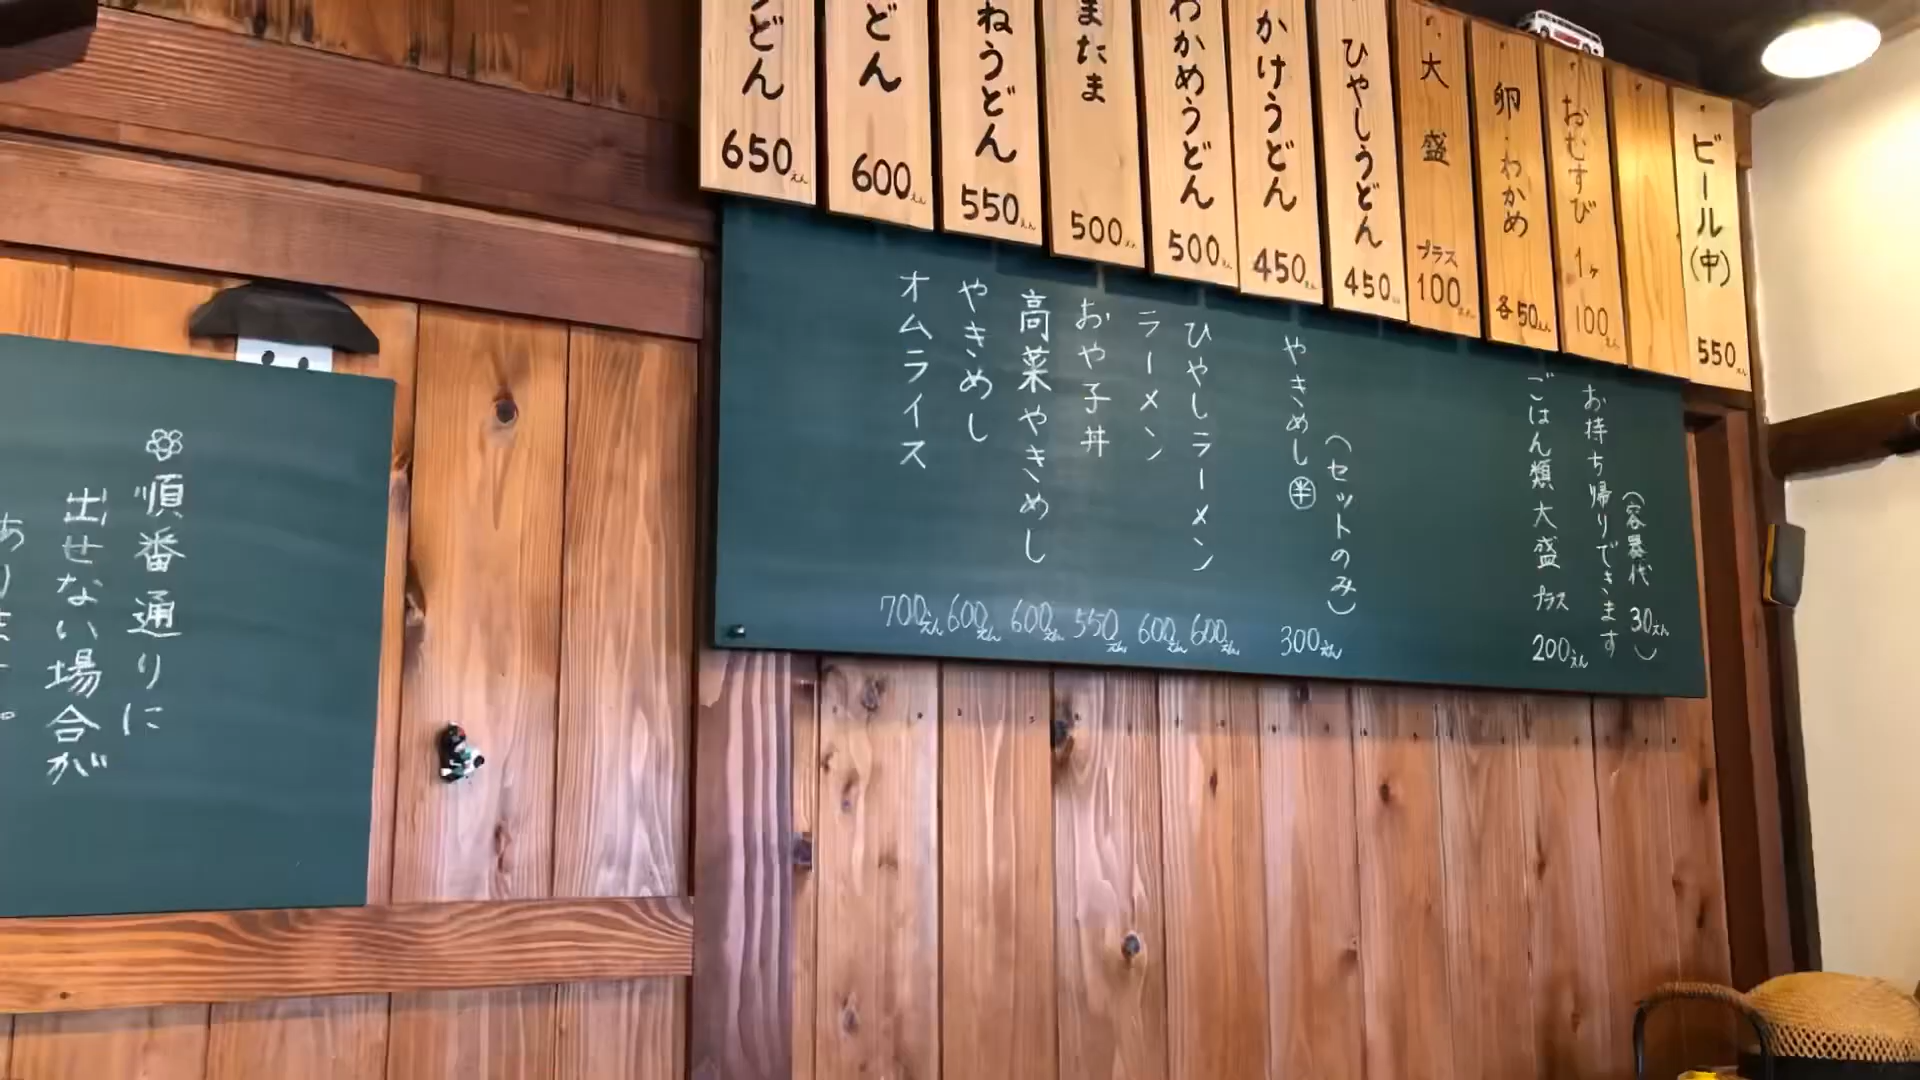 どん 650えん
どん 600えん
ねうどん 550えん
またま 500えん
わかめうどん 500えん
かけうどん 450えん
ひやしうどん 450えん
大盛 プラス 100えん
卵・わかめ 各50えん
おむすび 1ヶ 100えん
ビール(中) 550えん
(容器代 30えん)
お持ち帰りできます
ごはん類大盛 プラス 200えん
(セットのみ)
やきめし半 300えん
ひやしラーメン 600えん
ラーメン 600えん
おや子丼 550えん
高菜やきめし 600えん
やきめし 600えん
オムライス 700えん
順番通りに
出せない場合が